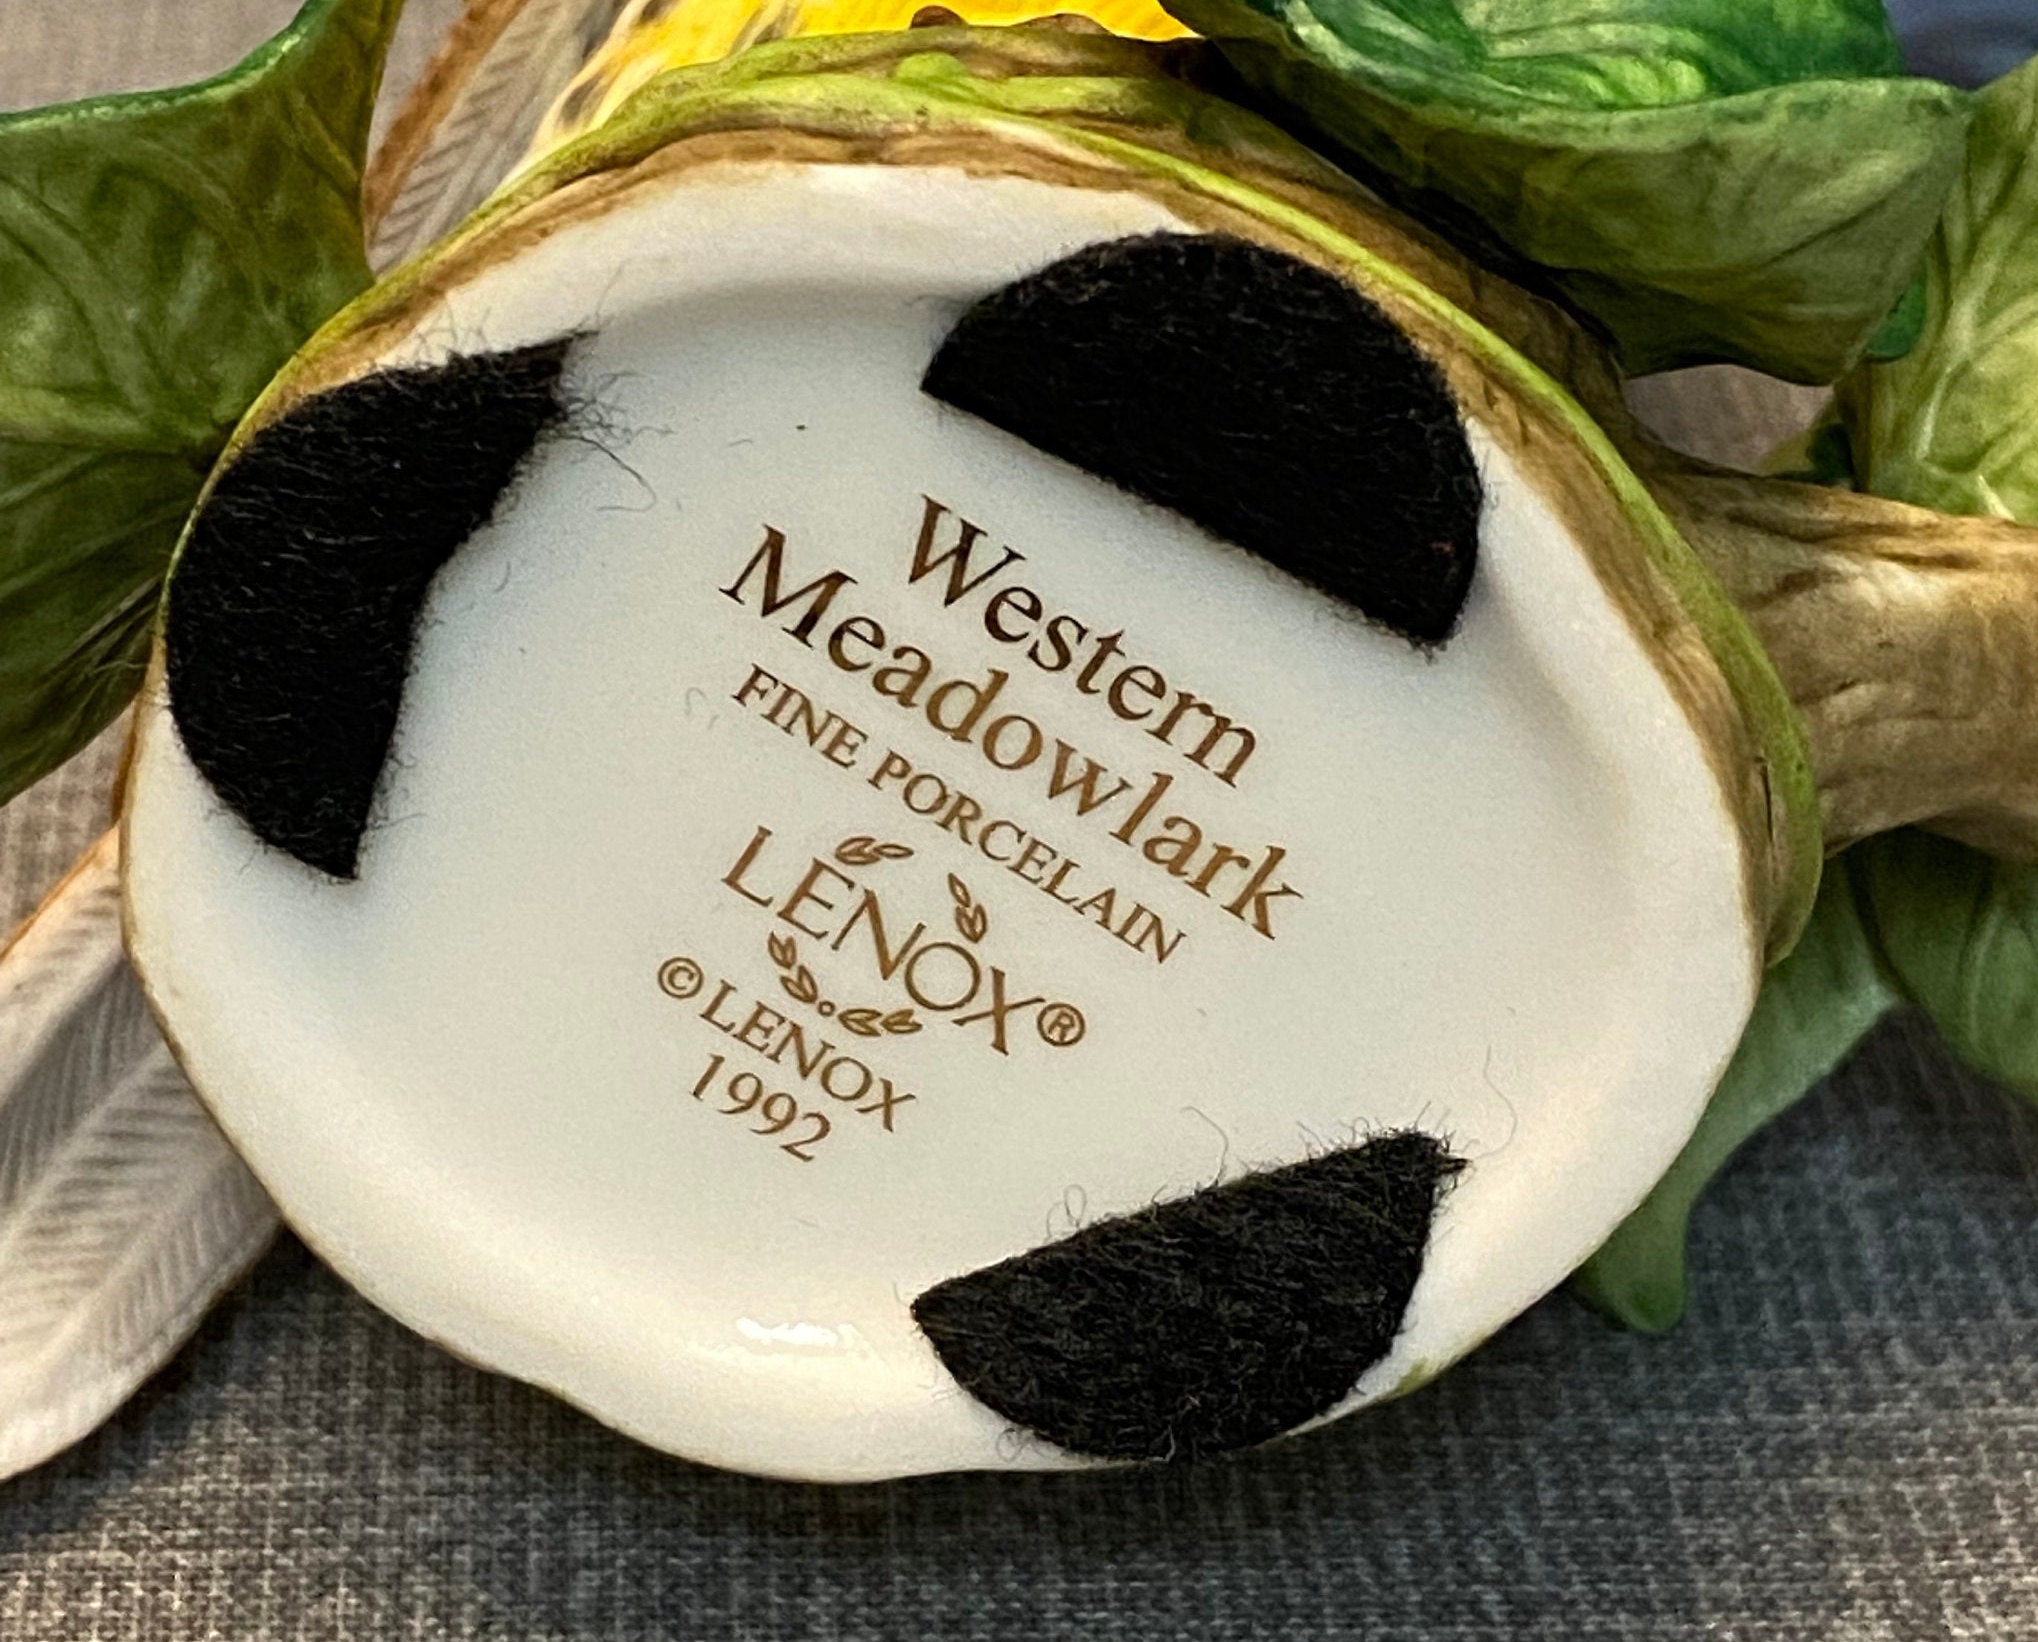 Western
Meadowlark
FINE PORCELAIN
LENOX®
© LENOX
1992